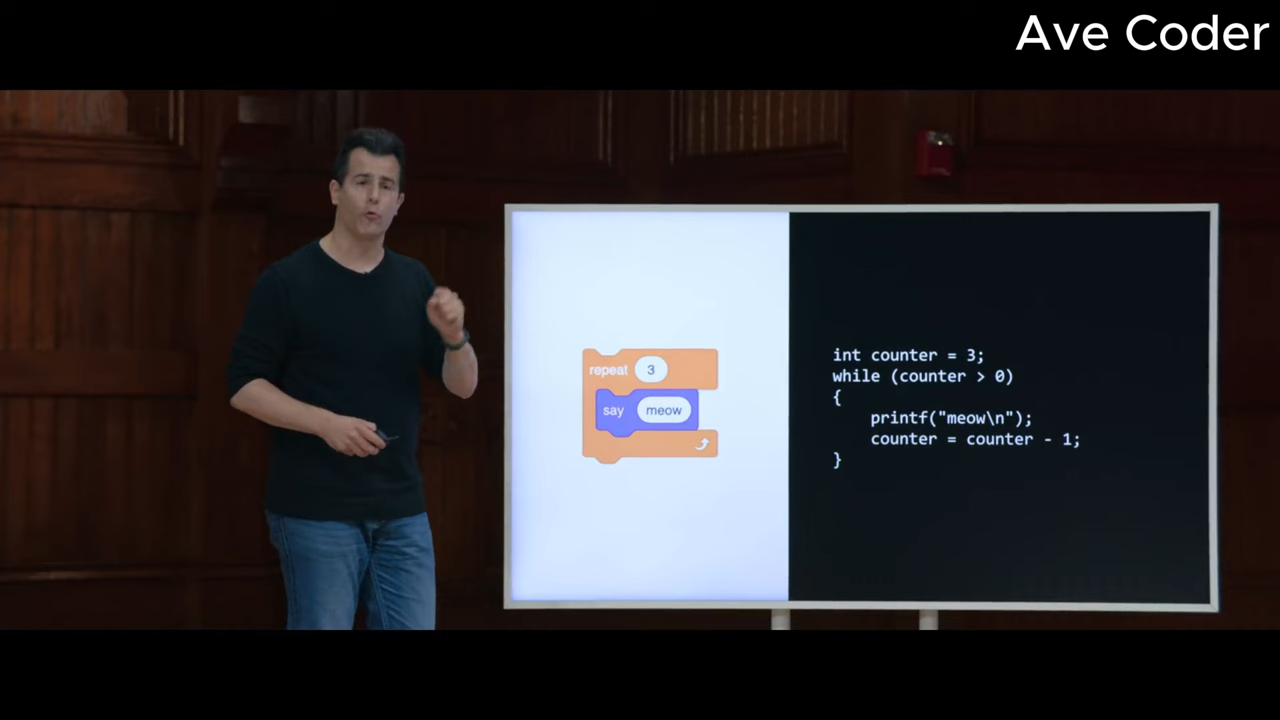 Ave Coder
repeat 3
say meow
int counter = 3;
while (counter > 0)
{
    printf("meow\n");
    counter = counter - 1;
}